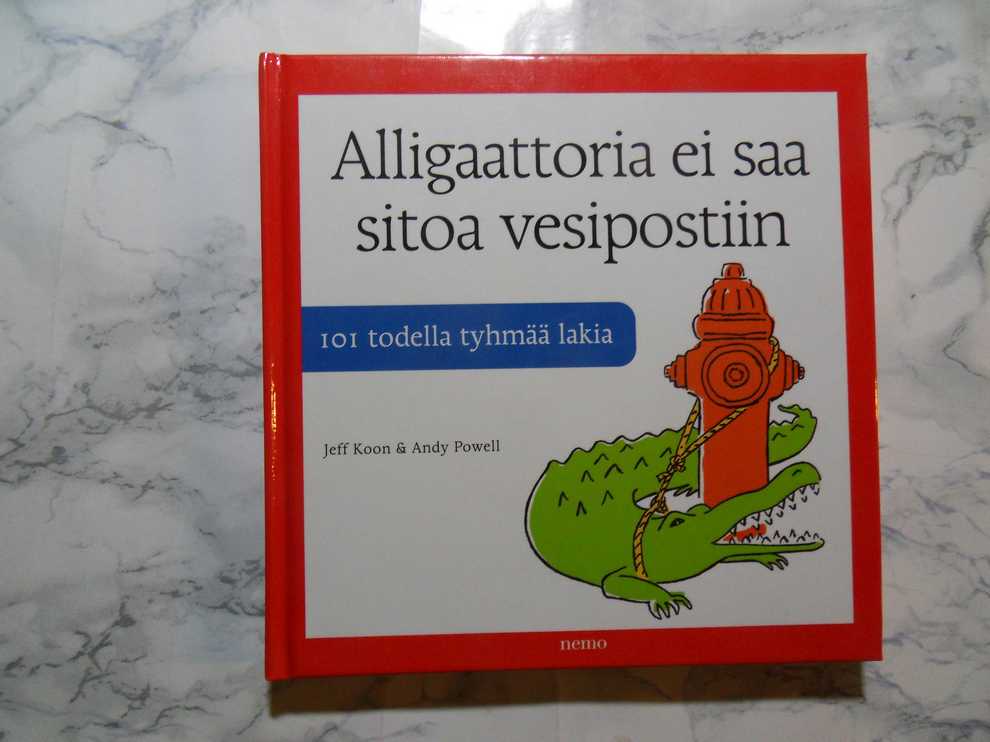 Alligaattoria ei saa
sitoa vesipostiin
101 todella tyhmää lakia
Jeff Koon & Andy Powell
nemo